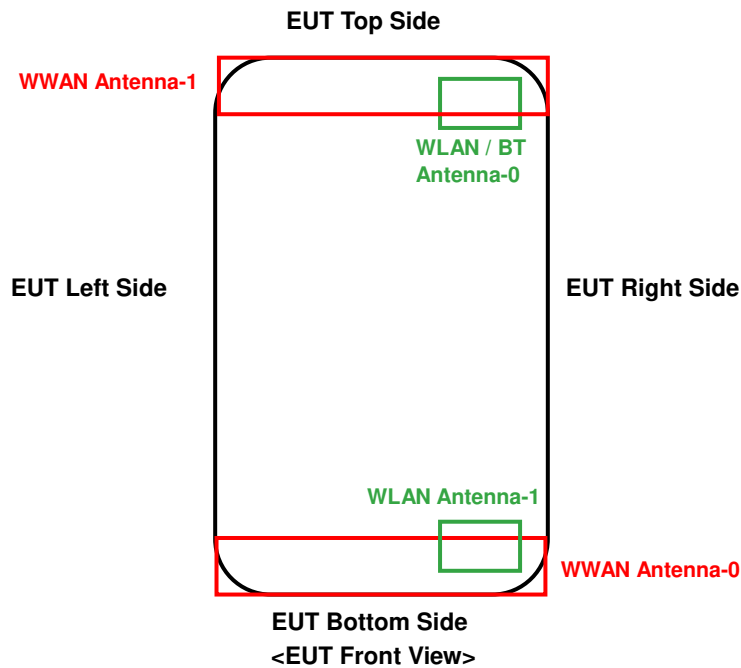 EUT Top Side
WWAN Antenna-1
WLAN / BT
Antenna-0
EUT Left Side
EUT Right Side
WLAN Antenna-1
WWAN Antenna-0
EUT Bottom Side
<EUT Front View>